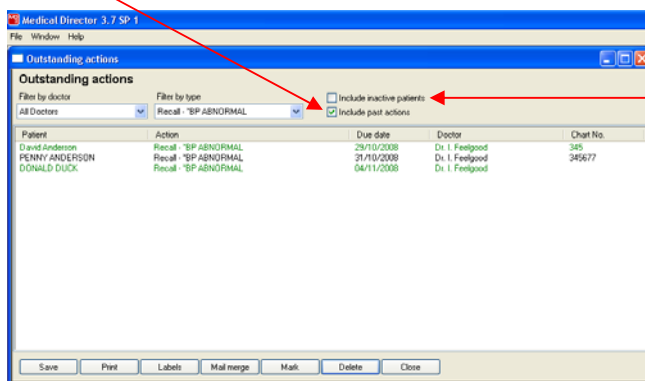 Medical Director 3.7 SP 1
File Window Help
Outstanding actions
Outstanding actions
Filter by doctor Filter by type Include inactive patients
All Doctors Recall - "BP ABNORMAL Include past actions
Patient Action Due date Doctor Chart No.
David Anderson Recall - "BP ABNORMAL 29/10/2008 Dr. I. Feelgood 345
PENNY ANDERSON Recall - "BP ABNORMAL 31/10/2008 Dr. I. Feelgood 345677
DONALD DUCK Recall - "BP ABNORMAL 04/11/2008 Dr. I. Feelgood
Save Print Labels Mail merge Mark Delete Close